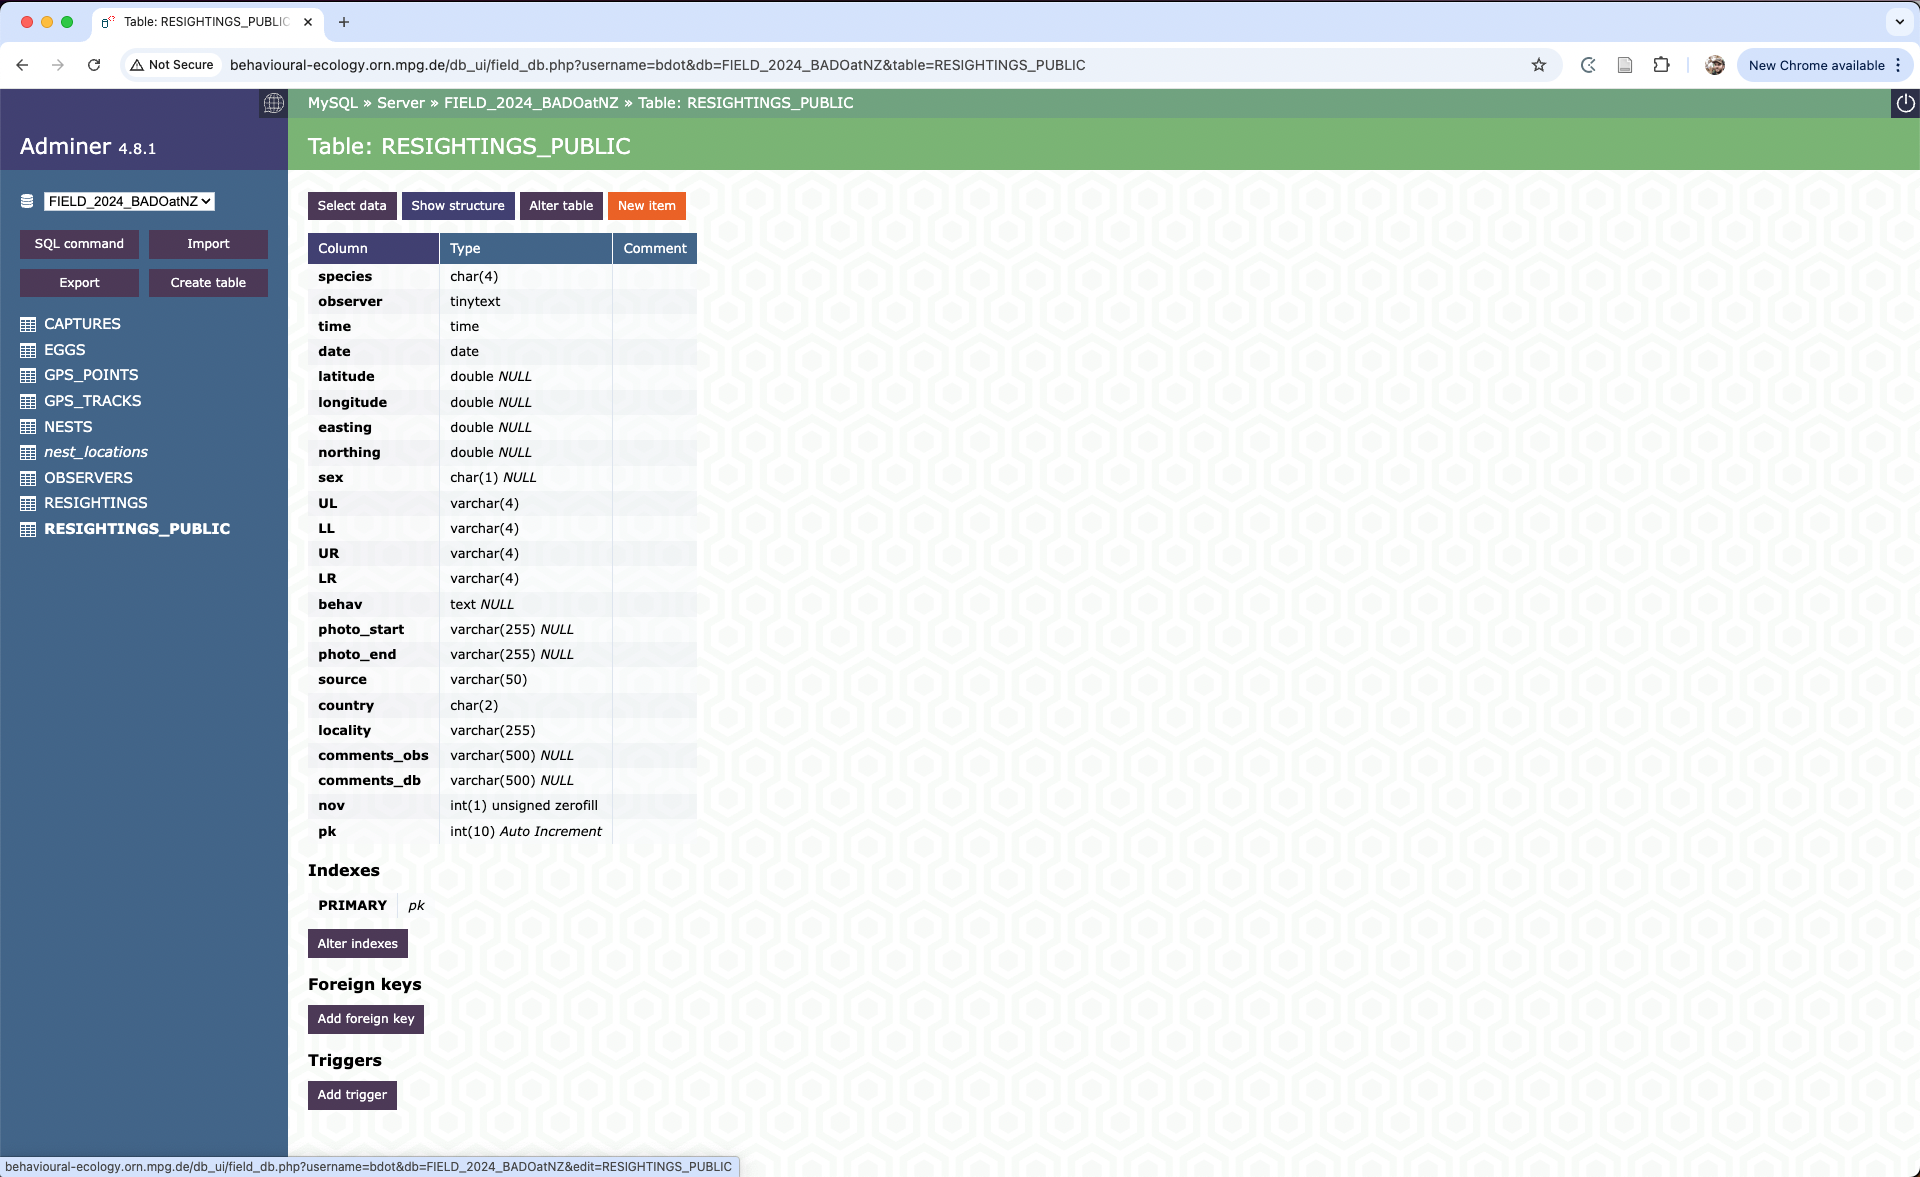 Table: RESIGHTINGS_PUBLIC
Not Secure
behavioural-ecology.orn.mpg.de/db_ui/field_db.php?username=bdot&db=FIELD_2024_BADOatNZ&table=RESIGHTINGS_PUBLIC
New Chrome available
MySQL » Server » FIELD_2024_BADOatNZ » Table: RESIGHTINGS_PUBLIC
Adminer 4.8.1
Table: RESIGHTINGS_PUBLIC
FIELD_2024_BADOatNZ
SQL command Import
Export Create table
CAPTURES
EGGS
GPS_POINTS
GPS_TRACKS
NESTS
nest_locations
OBSERVERS
RESIGHTINGS
RESIGHTINGS_PUBLIC
Select data Show structure Alter table New item
Column Type Comment
species char(4)
observer tinytext
time time
date date
latitude double NULL
longitude double NULL
easting double NULL
northing double NULL
sex char(1) NULL
UL varchar(4)
LL varchar(4)
UR varchar(4)
LR varchar(4)
behav text NULL
photo_start varchar(255) NULL
photo_end varchar(255) NULL
source varchar(50)
country char(2)
locality varchar(255)
comments_obs varchar(500) NULL
comments_db varchar(500) NULL
nov int(1) unsigned zerofill
pk int(10) Auto Increment
Indexes
PRIMARY pk
Alter indexes
Foreign keys
Add foreign key
Triggers
Add trigger
behavioural-ecology.orn.mpg.de/db_ui/field_db.php?username=bdot&db=FIELD_2024_BADOatNZ&edit=RESIGHTINGS_PUBLIC